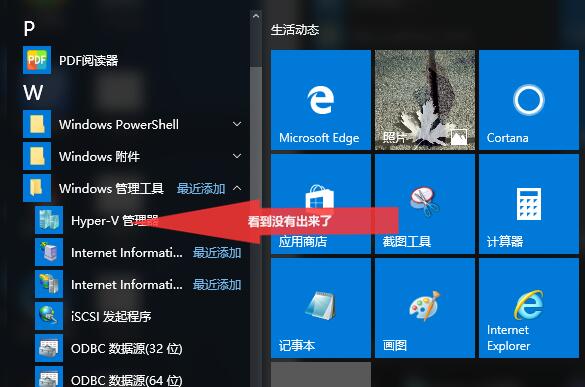 P
PDF阅读器
W
Windows PowerShell
Windows 附件
Windows 管理工具 最近添加
Hyper-V 管理器
Internet Informati... 最近添加
Internet Informati... 最近添加
iSCSI 发起程序
ODBC 数据源(32 位)
ODBC 数据源(64 位)
看到没有出来了
生活动态
Microsoft Edge
照片
Cortana
应用商店
截图工具
计算器
记事本
画图
Internet
Explorer